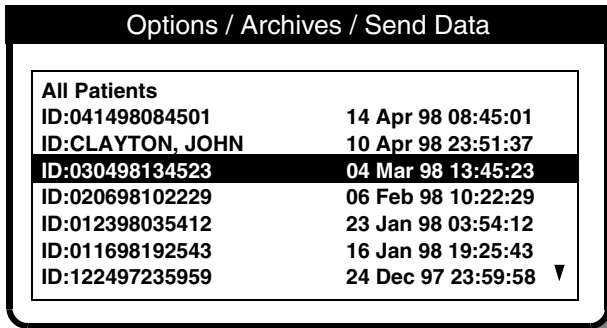 Options / Archives / Send Data
All Patients
ID:041498084501 14 Apr 98 08:45:01
ID:CLAYTON, JOHN 10 Apr 98 23:51:37
ID:030498134523 04 Mar 98 13:45:23
ID:020698102229 06 Feb 98 10:22:29
ID:012398035412 23 Jan 98 03:54:12
ID:011698192543 16 Jan 98 19:25:43
ID:122497235959 24 Dec 97 23:59:58